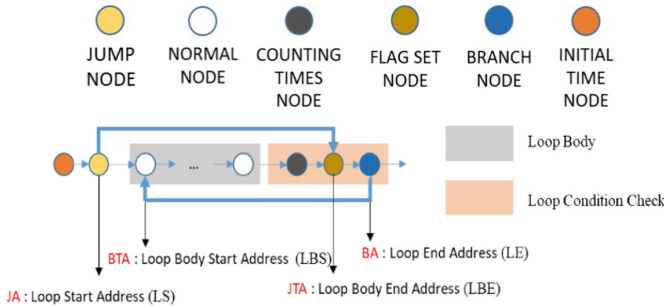 JUMP NODE
NORMAL NODE
COUNTING TIMES NODE
FLAG SET NODE
BRANCH NODE
INITIAL TIME NODE
...
Loop Body
Loop Condition Check
BTA : Loop Body Start Address (LBS)
BA : Loop End Address (LE)
JA : Loop Start Address (LS)
JTA : Loop Body End Address (LBE)